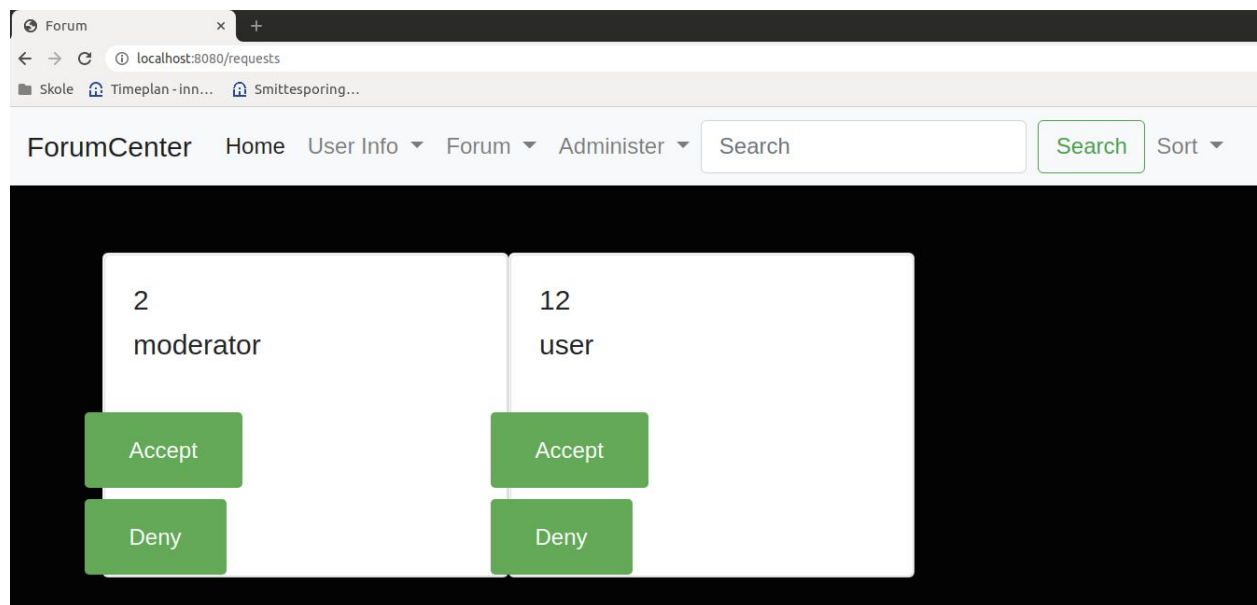 Forum
localhost:8080/requests
Skole Timeplan - inn... Smittesporing...
ForumCenter Home User Info Forum Administer Search Search Sort
2
moderator
Accept
Deny
12
user
Accept
Deny